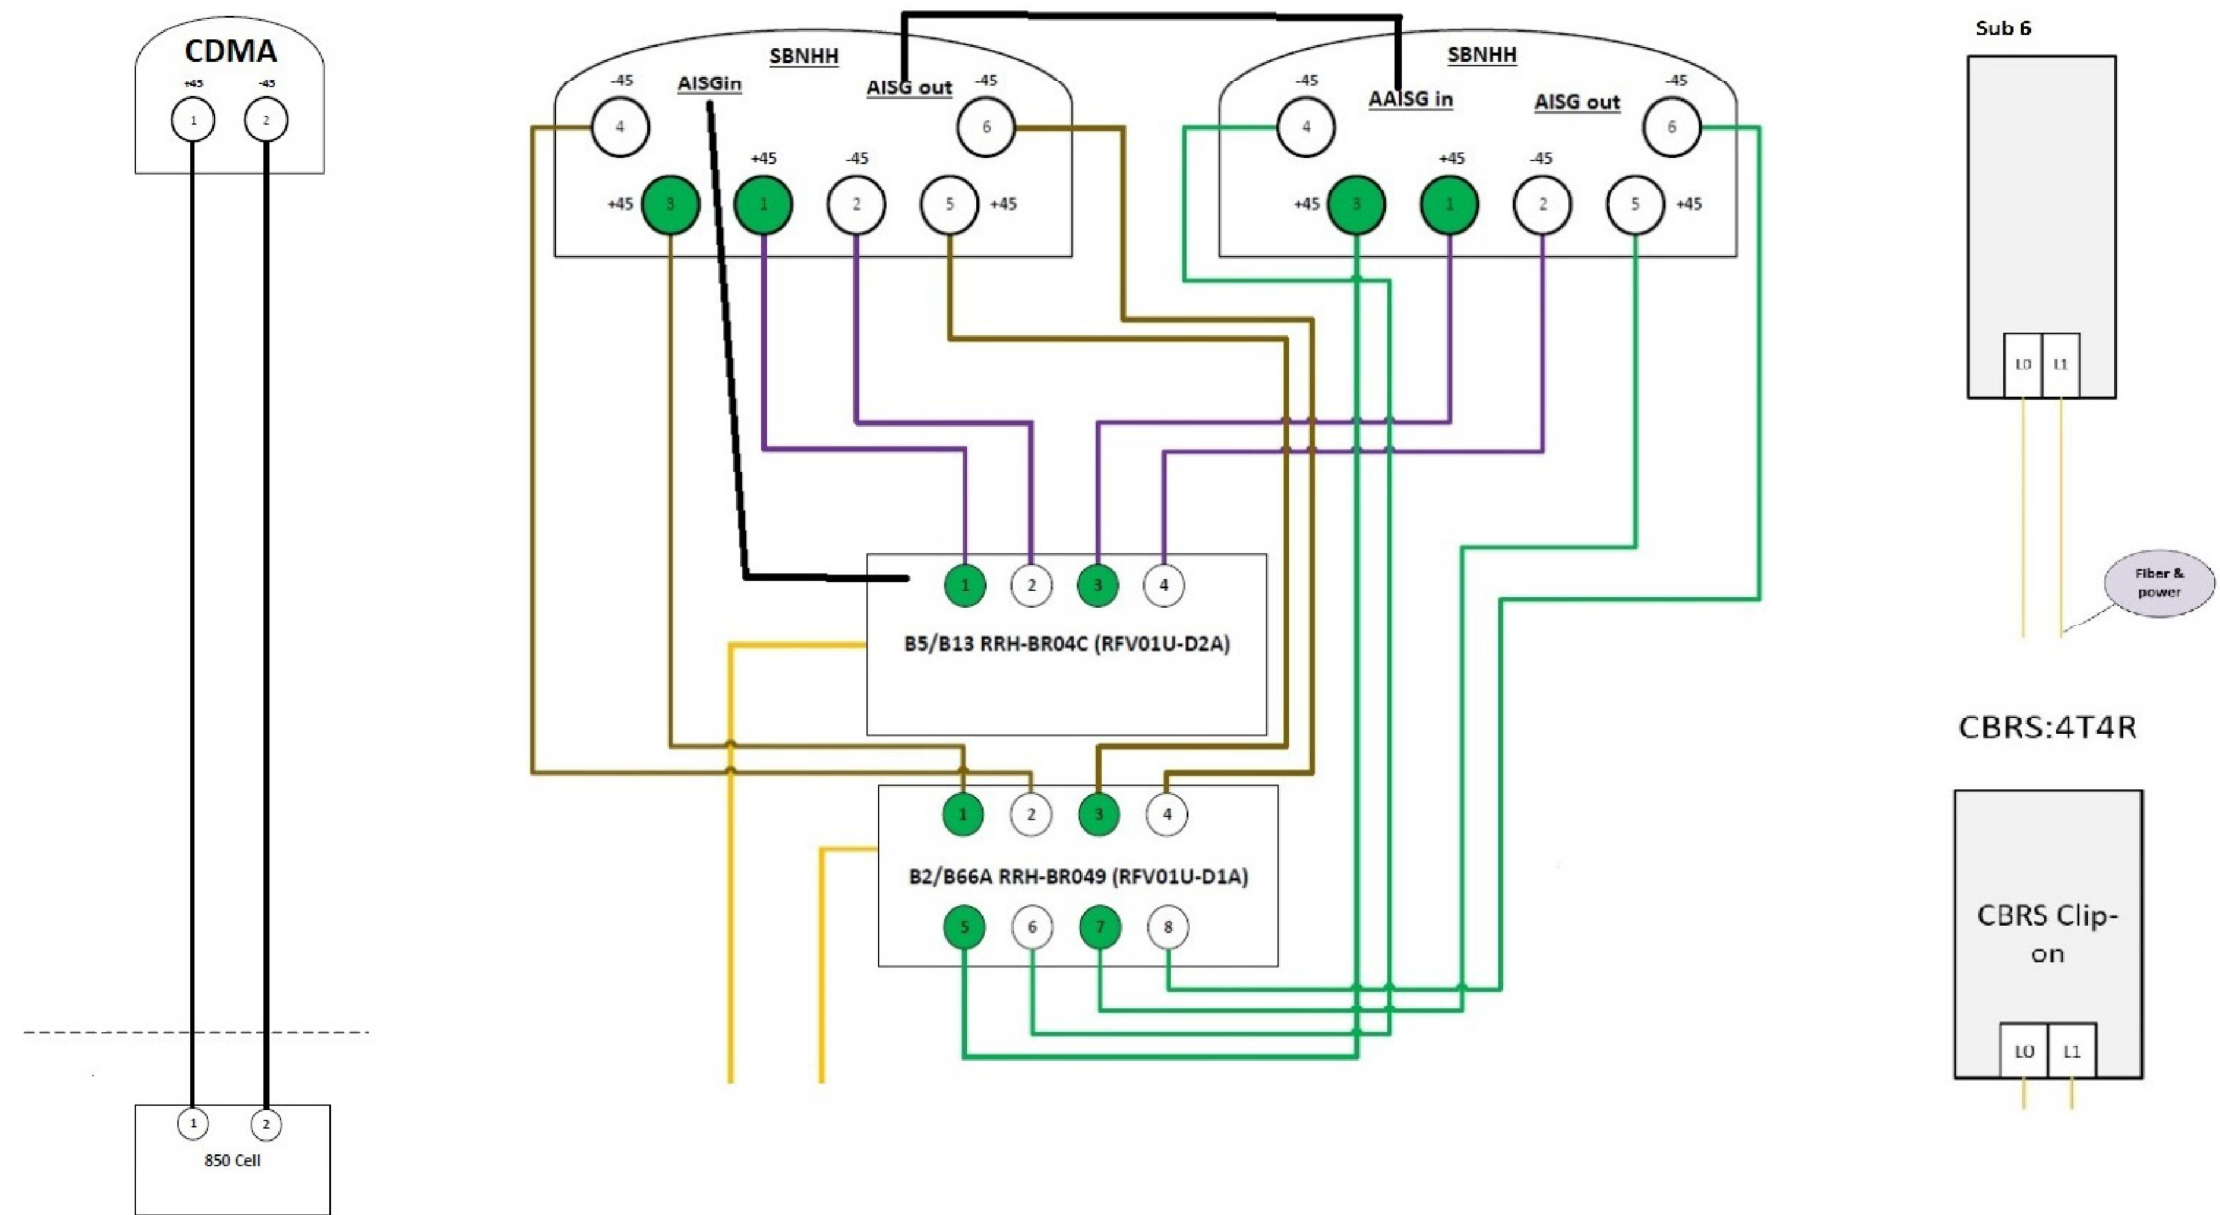 CDMA
+45 -45
1 2
1 2
850 Cell
SBNHH
AISGin
AISG out
-45 -45
4 6
+45 -45
+45 3 1 2 5 +45
SBNHH
AAISG in
AISG out
-45 -45
4 6
+45 -45
+45 3 1 2 5 +45
1 2 3 4
B5/B13 RRH-BR04C (RFV01U-D2A)
1 2 3 4
B2/B66A RRH-BR049 (RFV01U-D1A)
5 6 7 8
Sub 6
L0 L1
Fiber &
power
CBRS:4T4R
CBRS Clip-
on
L0 L1